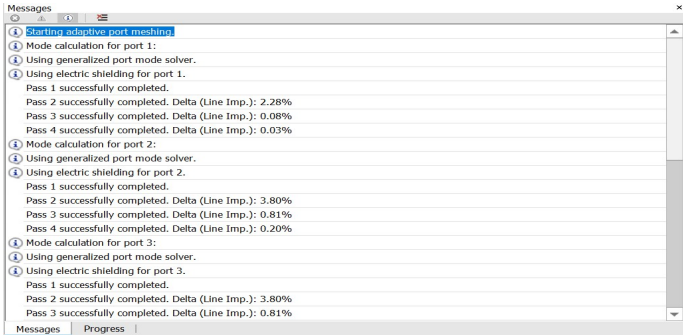 Messages
Starting adaptive port meshing.
Mode calculation for port 1:
Using generalized port mode solver.
Using electric shielding for port 1.
Pass 1 successfully completed.
Pass 2 successfully completed. Delta (Line Imp.): 2.28%
Pass 3 successfully completed. Delta (Line Imp.): 0.08%
Pass 4 successfully completed. Delta (Line Imp.): 0.03%
Mode calculation for port 2:
Using generalized port mode solver.
Using electric shielding for port 2.
Pass 1 successfully completed.
Pass 2 successfully completed. Delta (Line Imp.): 3.80%
Pass 3 successfully completed. Delta (Line Imp.): 0.81%
Pass 4 successfully completed. Delta (Line Imp.): 0.20%
Mode calculation for port 3:
Using generalized port mode solver.
Using electric shielding for port 3.
Pass 1 successfully completed.
Pass 2 successfully completed. Delta (Line Imp.): 3.80%
Pass 3 successfully completed. Delta (Line Imp.): 0.81%
Messages Progress